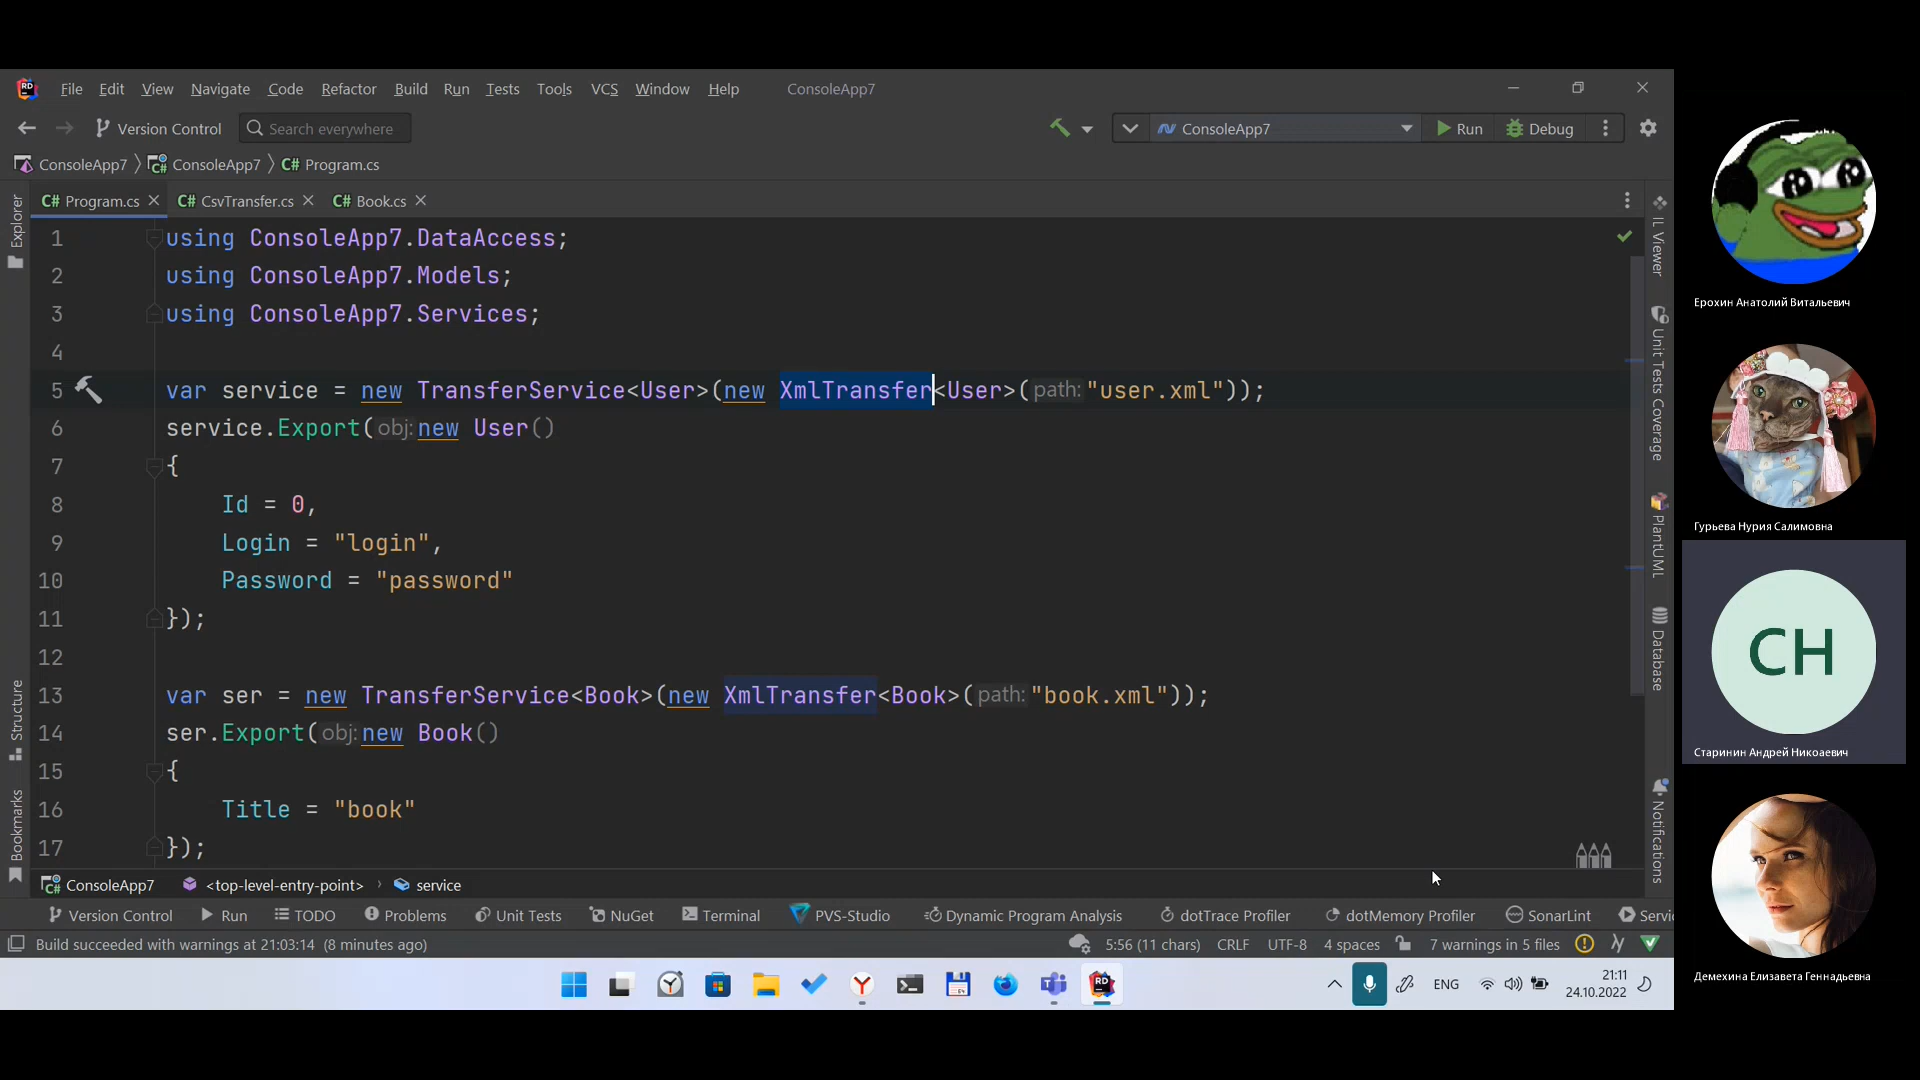 File Edit View Navigate Code Refactor Build Run Tests Tools VCS Window Help ConsoleApp7
Version Control Search everywhere ConsoleApp7 Run Debug
ConsoleApp7 ConsoleApp7 C# Program.cs
C# Program.cs C# CsvTransfer.cs C# Book.cs
1 using ConsoleApp7.DataAccess;
2 using ConsoleApp7.Models;
3 using ConsoleApp7.Services;
4
5 var service = new TransferService<User>(new XmlTransfer<User>(path:"user.xml"));
6 service.Export(obj:new User()
7 {
8 Id = 0,
9 Login = "login",
10 Password = "password"
11 });
12
13 var ser = new TransferService<Book>(new XmlTransfer<Book>(path:"book.xml"));
14 ser.Export(obj:new Book()
15 {
16 Title = "book"
17 });
Explorer
Structure
Bookmarks
IL Viewer
Unit Tests Coverage
PlantUML
Database
Notifications
ConsoleApp7 <top-level-entry-point> service
Version Control Run TODO Problems Unit Tests NuGet Terminal PVS-Studio Dynamic Program Analysis dotTrace Profiler dotMemory Profiler SonarLint Servi
Build succeeded with warnings at 21:03:14 (8 minutes ago) 5:56 (11 chars) CRLF UTF-8 4 spaces 7 warnings in 5 files
ENG 21:11
24.10.2022
Ерохин Анатолий Витальевич
Гурьева Нурия Салимовна
СН
Старинин Андрей Никоаевич
Демехина Елизавета Геннадьевна